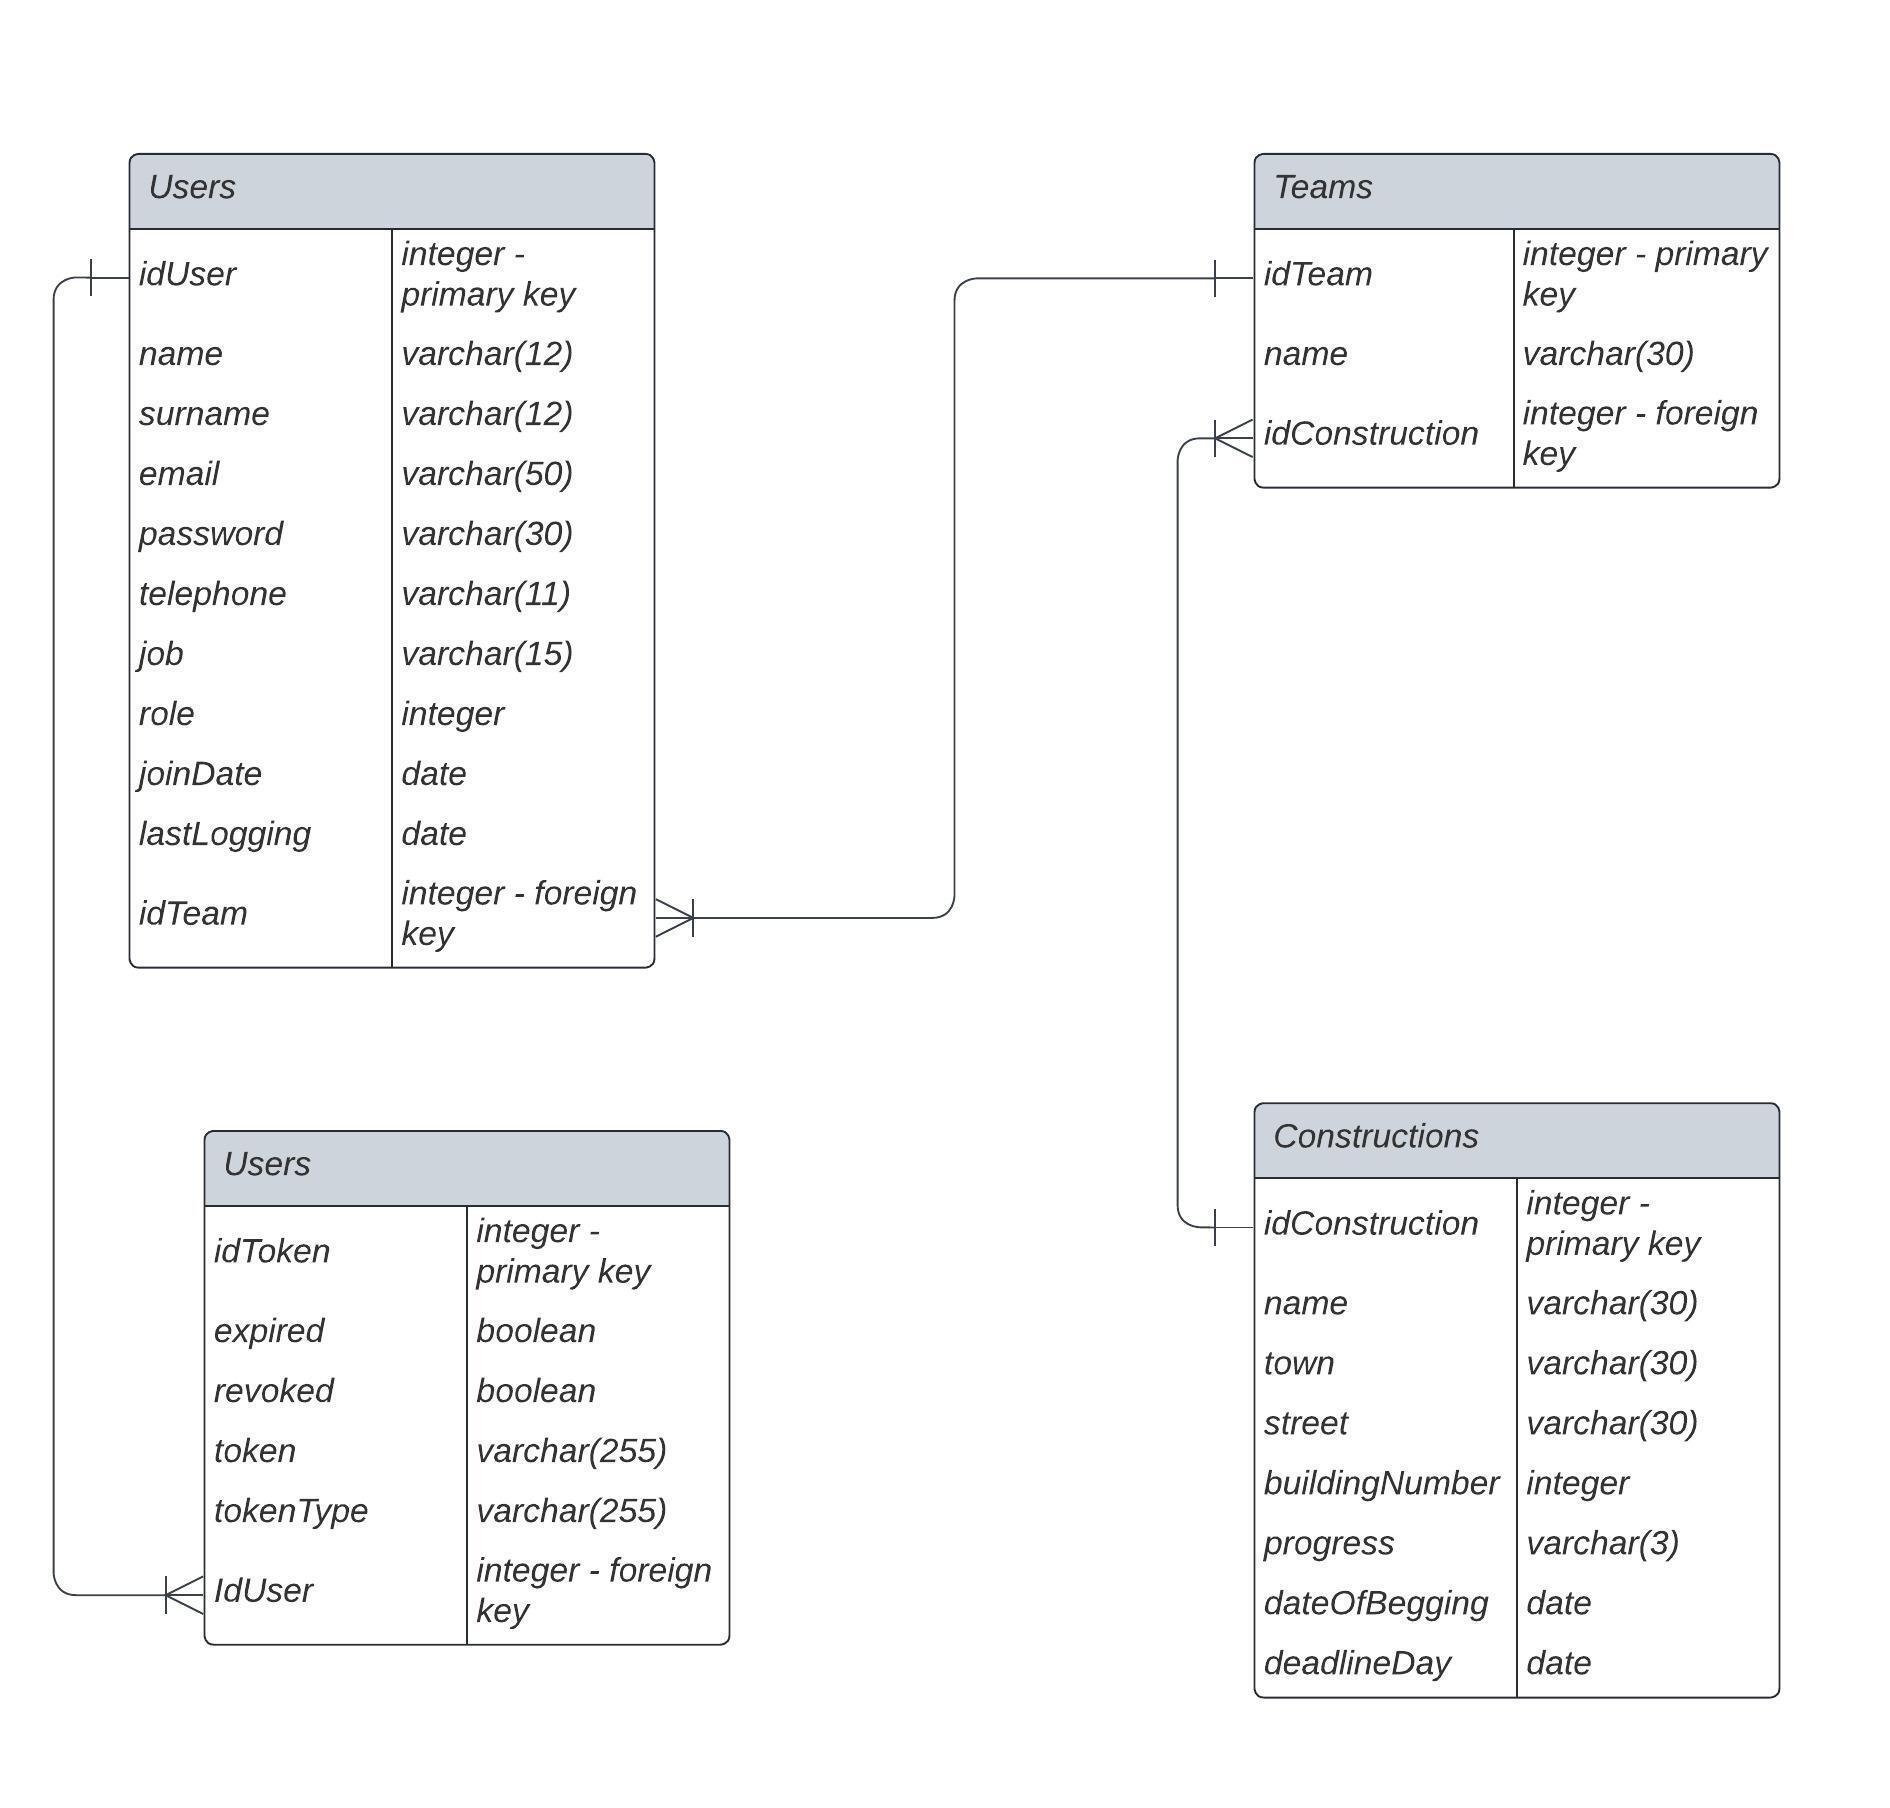 Users
idUser
integer -
primary key
name
varchar(12)
surname
varchar(12)
email
varchar(50)
password
varchar(30)
telephone
varchar(11)
job
varchar(15)
role
integer
joinDate
date
lastLogging
date
idTeam
integer - foreign
key
Teams
idTeam
integer - primary
key
name
varchar(30)
idConstruction
integer - foreign
key
Users
idToken
integer -
primary key
expired
boolean
revoked
boolean
token
varchar(255)
tokenType
varchar(255)
IdUser
integer - foreign
key
Constructions
idConstruction
integer -
primary key
name
varchar(30)
town
varchar(30)
street
varchar(30)
buildingNumber
integer
progress
varchar(3)
dateOfBegging
date
deadlineDay
date